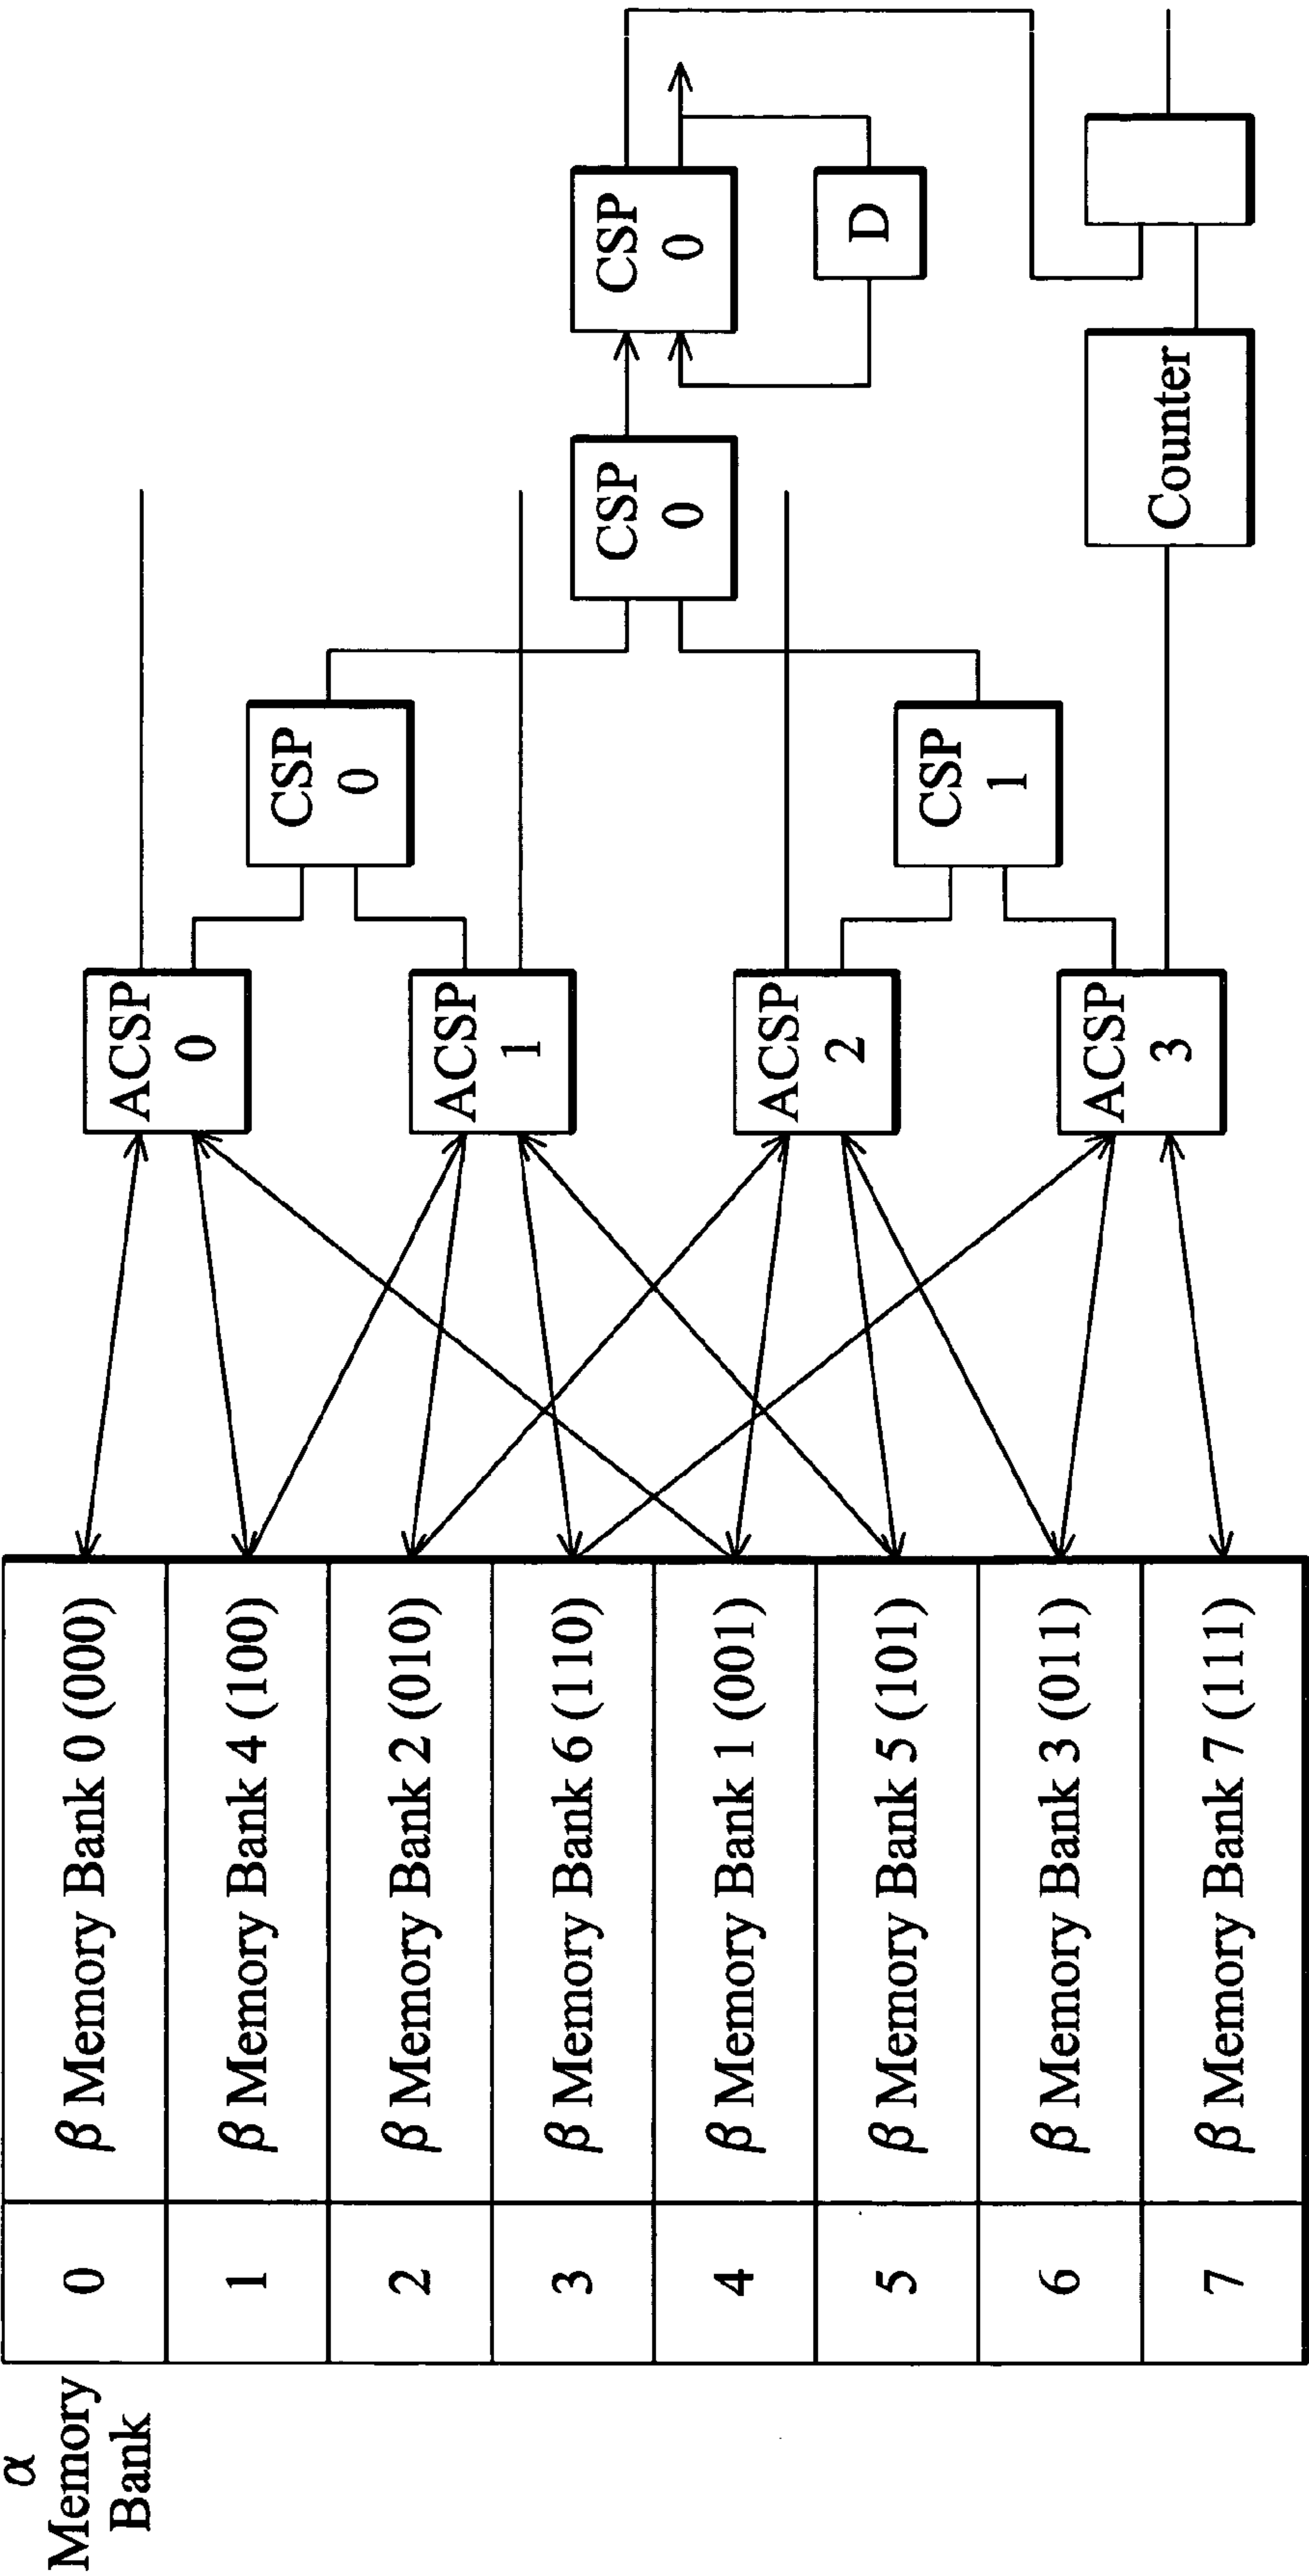 α
Memory
Bank
0
β Memory Bank 0 (000)
1
β Memory Bank 4 (100)
2
β Memory Bank 2 (010)
3
β Memory Bank 6 (110)
4
β Memory Bank 1 (001)
5
β Memory Bank 5 (101)
6
β Memory Bank 3 (011)
7
β Memory Bank 7 (111)
ACSP
0
ACSP
1
ACSP
2
ACSP
3
CSP
0
CSP
1
CSP
0
CSP
0
D
Counter